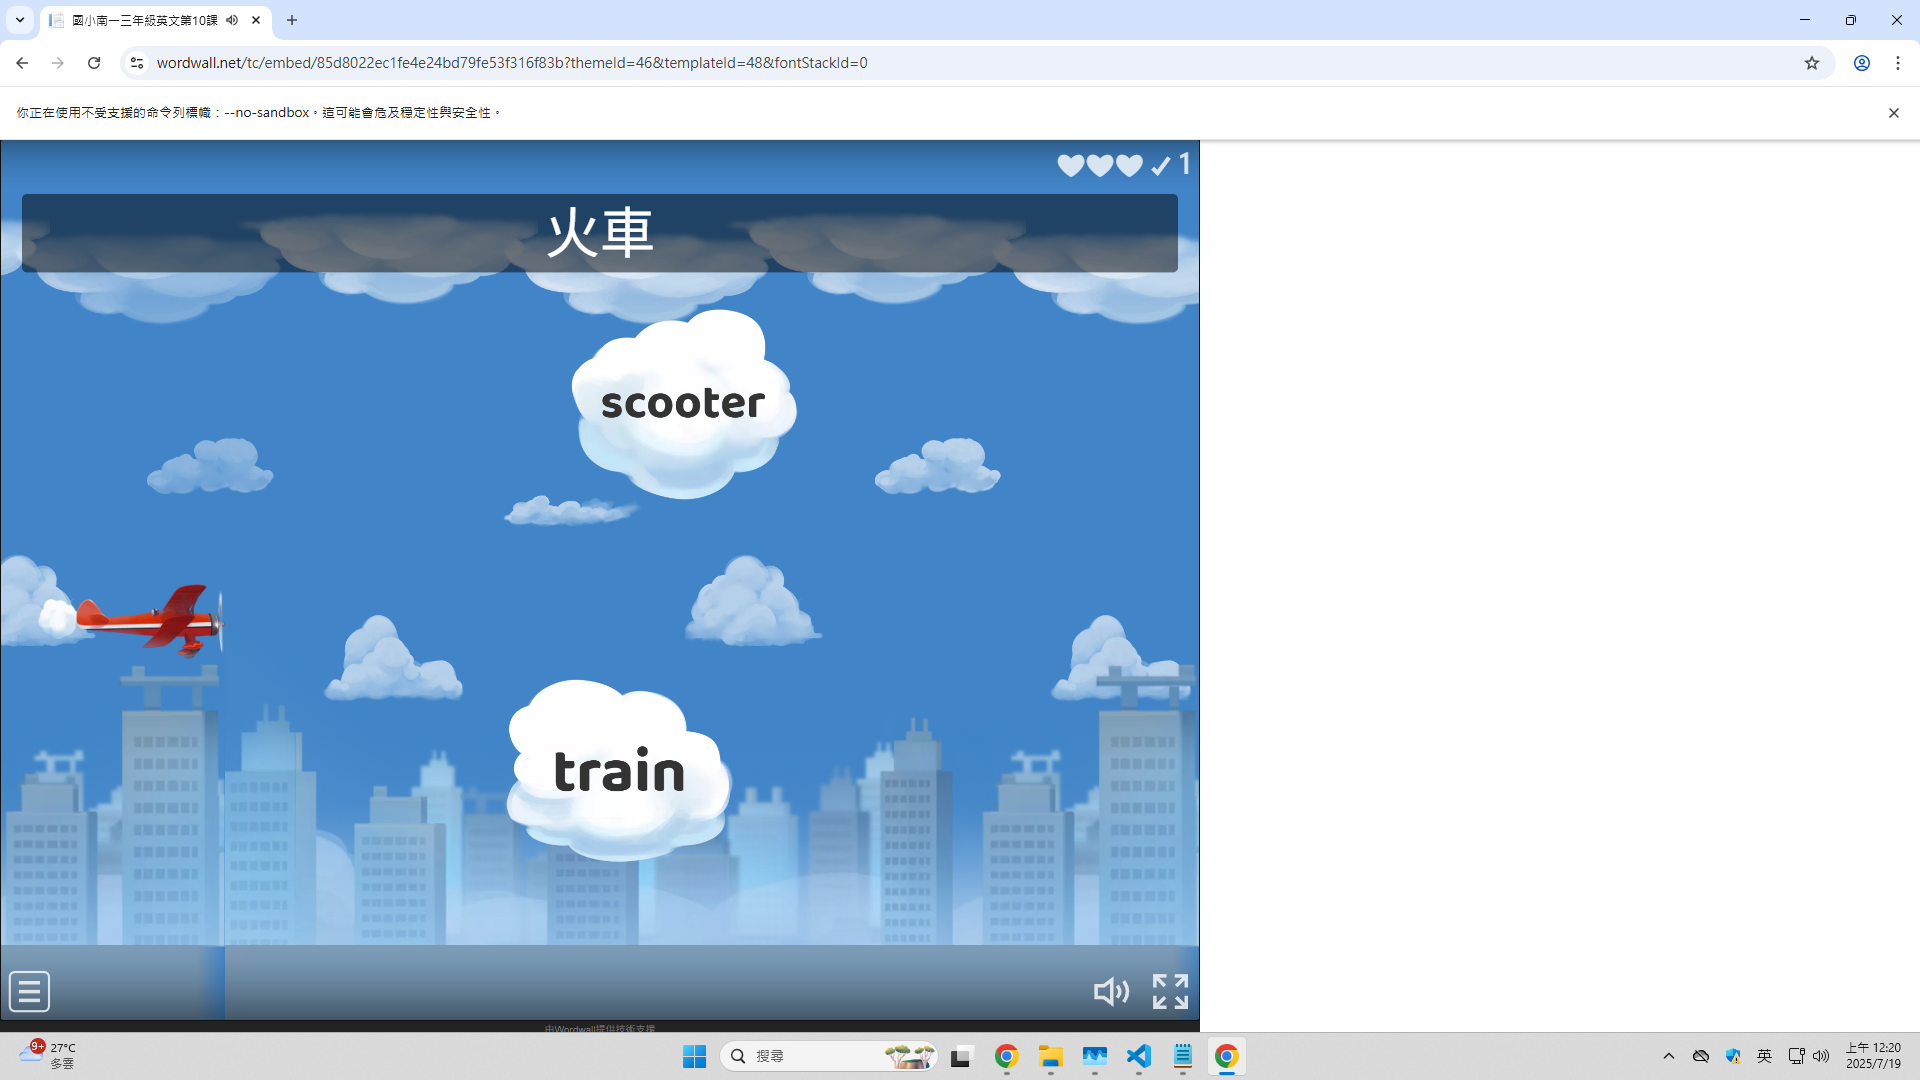 國小南一三年級英文第10課
wordwall.net/tc/embed/85d8022ec1fe4e24bd79fe53f316f83b?themeId=46&templateId=48&fontStackId=0
你正在使用不受支援的命令列標幟：--no-sandbox。這可能會危及穩定性與安全性。
1
火車
scooter
train
由Wordwall提供技術支援
9+
27°C
多雲
搜尋
英
上午 12:20
2025/7/19